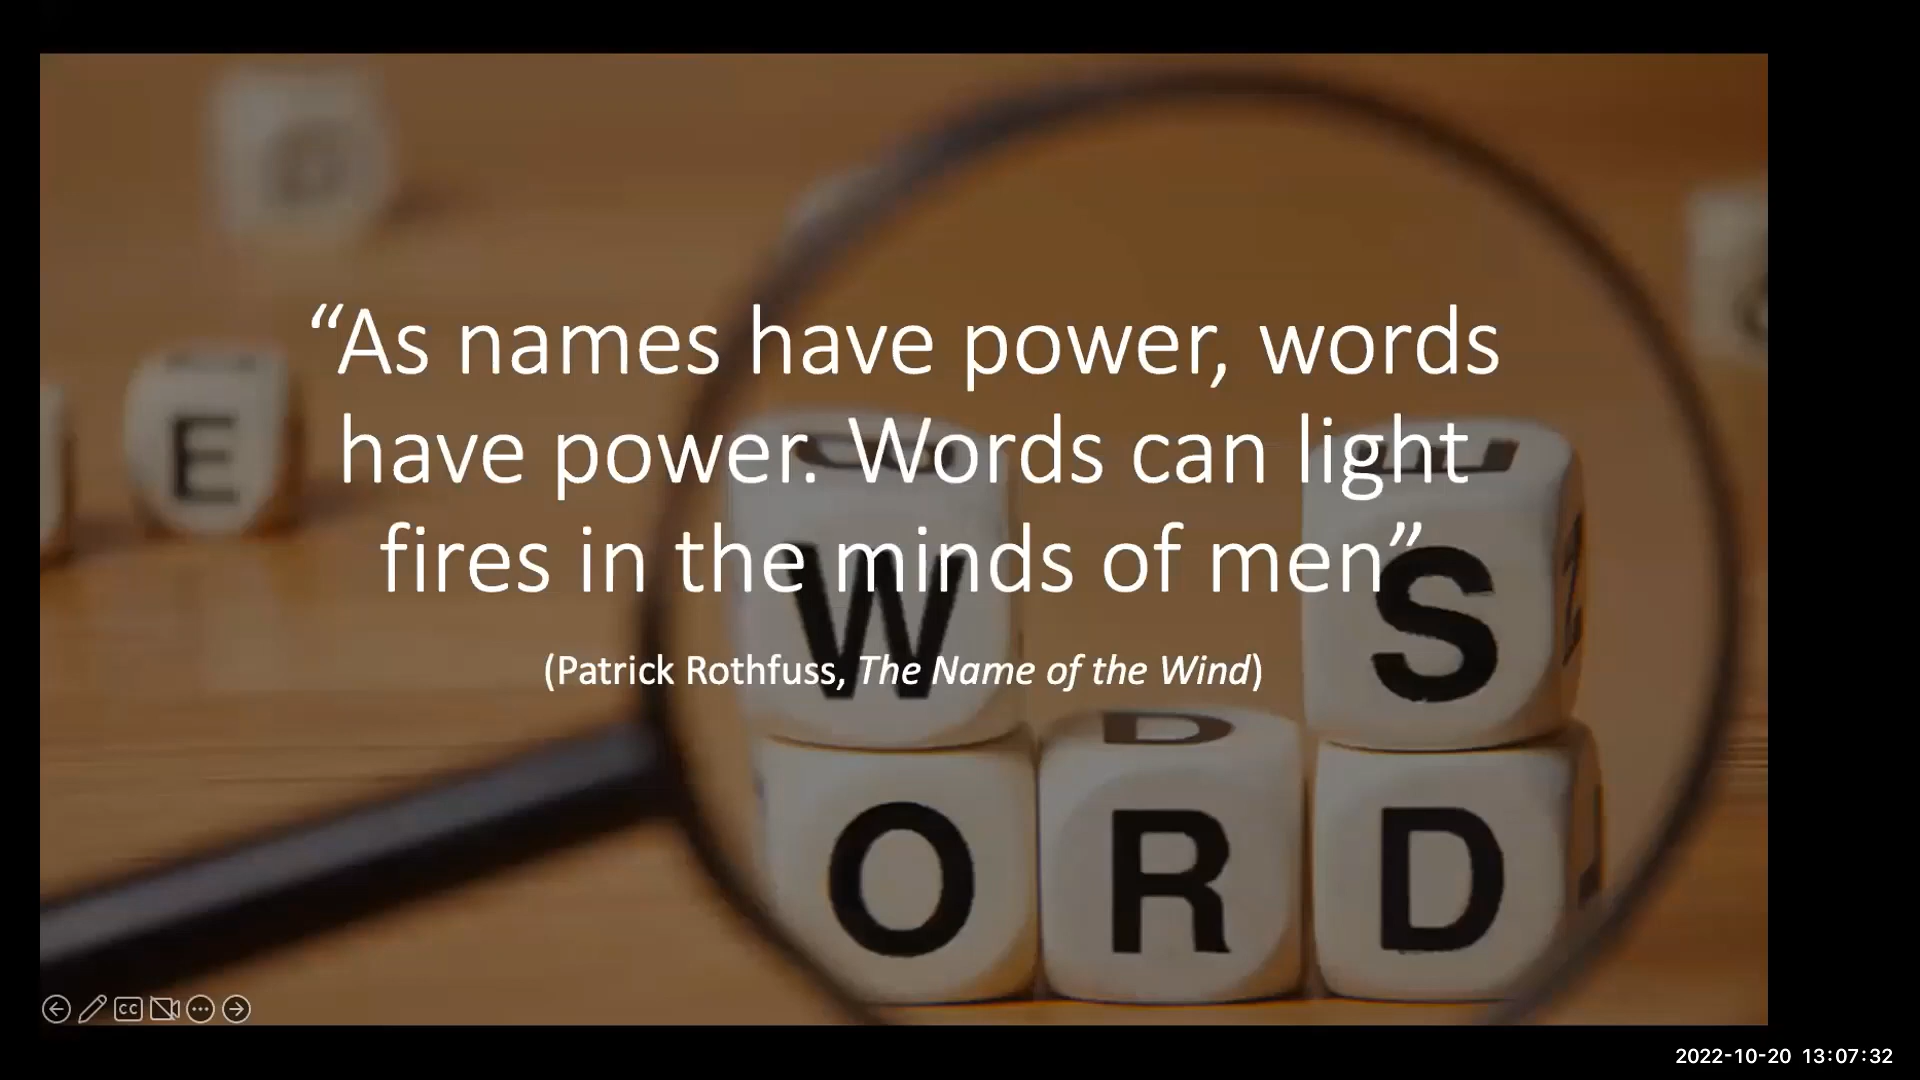 “As names have power, words
have power. Words can light
fires in the minds of men”
(Patrick Rothfuss, The Name of the Wind)
E
W S
O R D
D
CC
2022-10-20 13:07:32